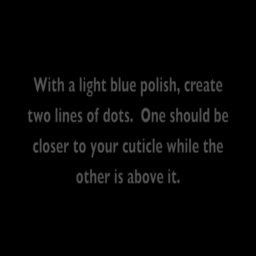 With a light blue polish, create
two lines of dots.  One should be
closer to your cuticle while the
other is above it.